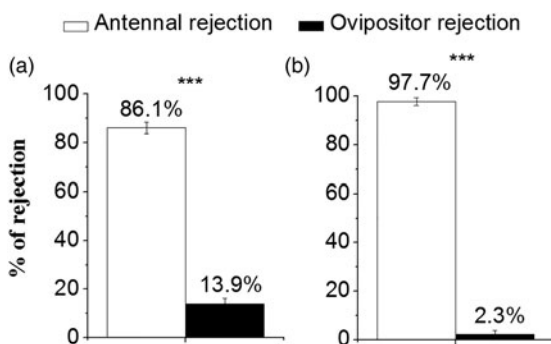 Antennal rejection Ovipositor rejection
(a) *** (b) ***
86.1% 97.7%
100 100
80 80
60 60
40 40
20 20
0 0
13.9% 2.3%
% of rejection